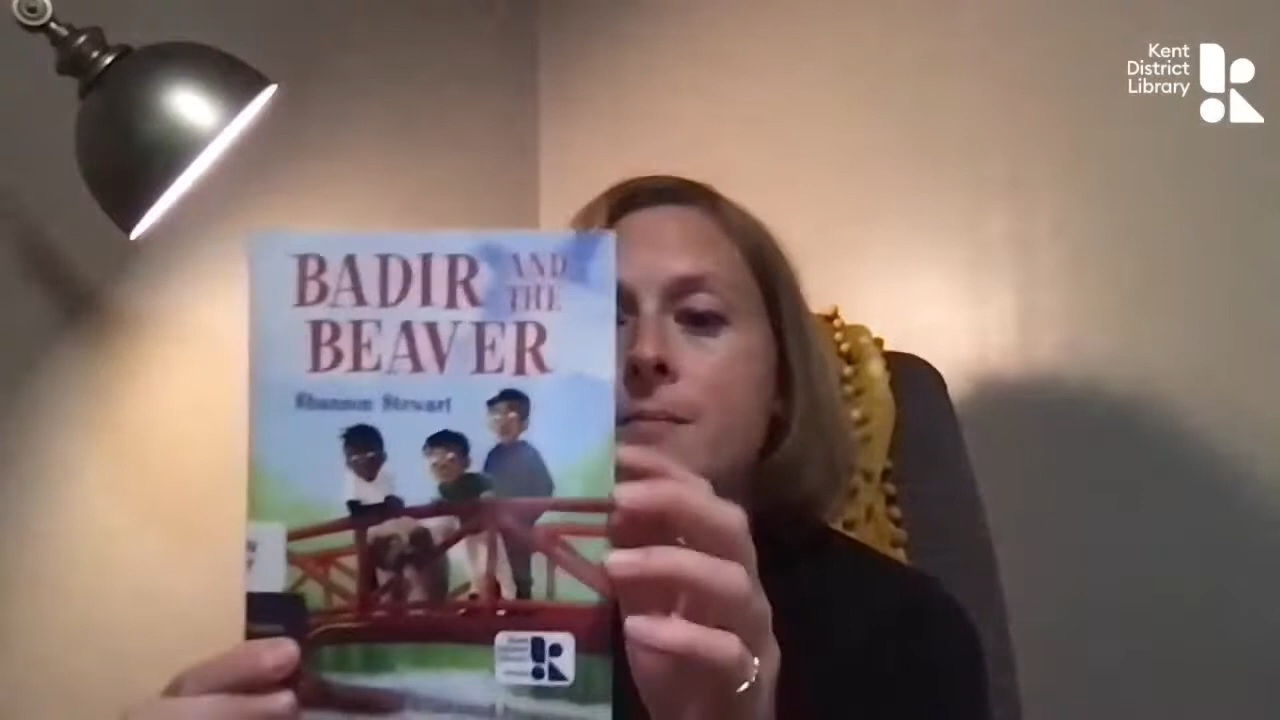 Kent
District
Library
BADIR AND
THE
BEAVER
Shannon Stewart